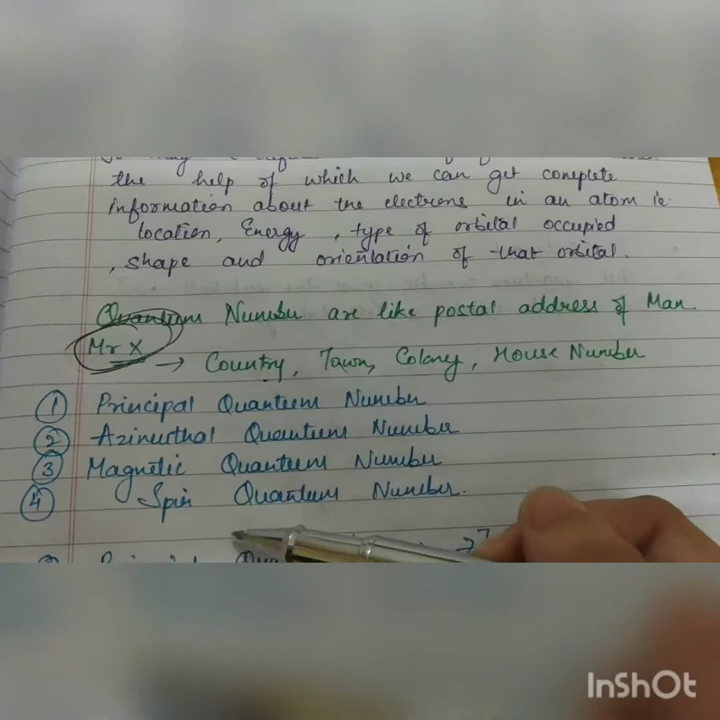 the help of which we can get complete
information about the electrons in an atom ie
location, Energy , type of orbital occupied
, shape and orientation of that orbital.
Quantum Number are like postal address of Man
Mr X
→ Country, Town, Colony, House Number
① Principal Quantum Number
② Azimuthal Quantum Number
③ Magnetic Quantum Number
④ Spin Quantum Number.
InShOt